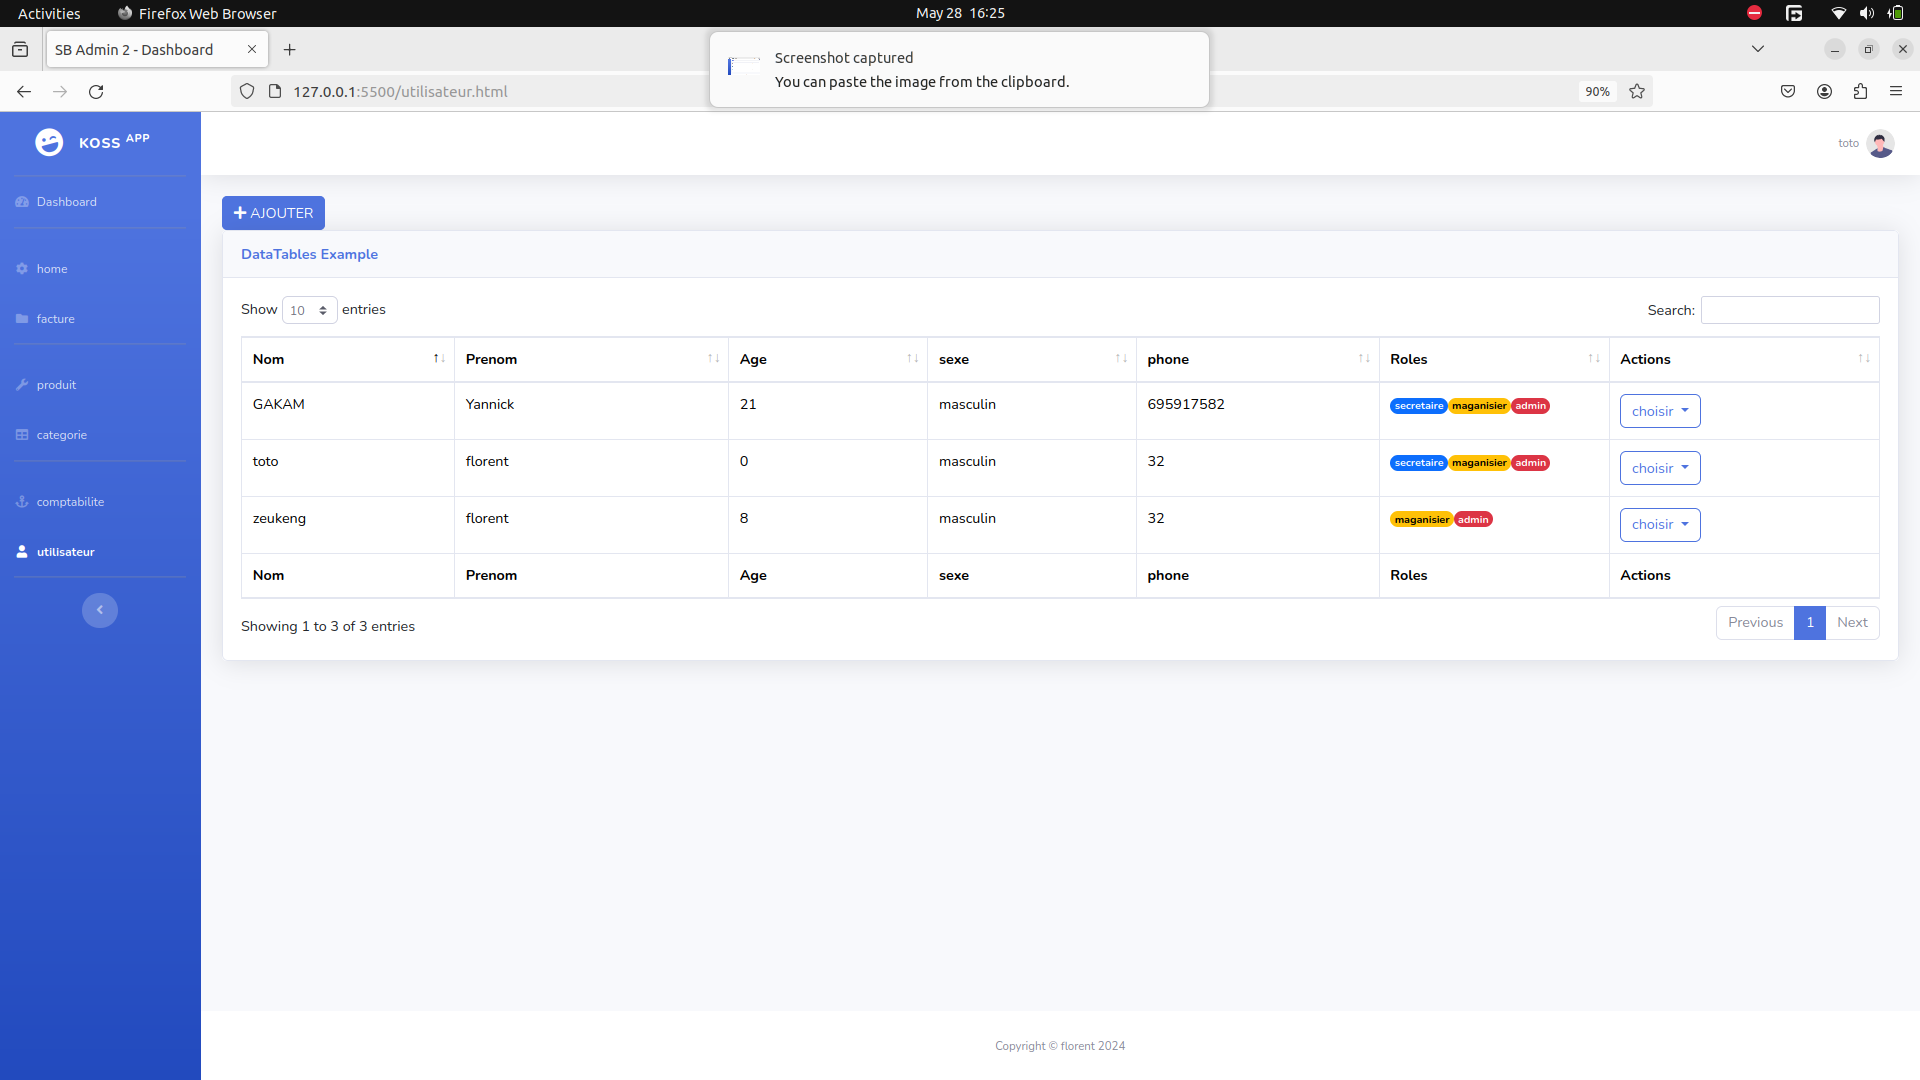 Activities Firefox Web Browser May 28 16:25
SB Admin 2 - Dashboard
Screenshot captured
You can paste the image from the clipboard.
127.0.0.1:5500/utilisateur.html 90%
KOSS APP
toto
Dashboard
home
facture
produit
categorie
comptabilite
utilisateur
AJOUTER
DataTables Example
Show 10 entries Search:
Nom Prenom Age sexe phone Roles Actions
GAKAM Yannick 21 masculin 695917582 secretaire maganisier admin choisir
toto florent 0 masculin 32 secretaire maganisier admin choisir
zeukeng florent 8 masculin 32 maganisier admin choisir
Nom Prenom Age sexe phone Roles Actions
Showing 1 to 3 of 3 entries Previous 1 Next
Copyright © florent 2024